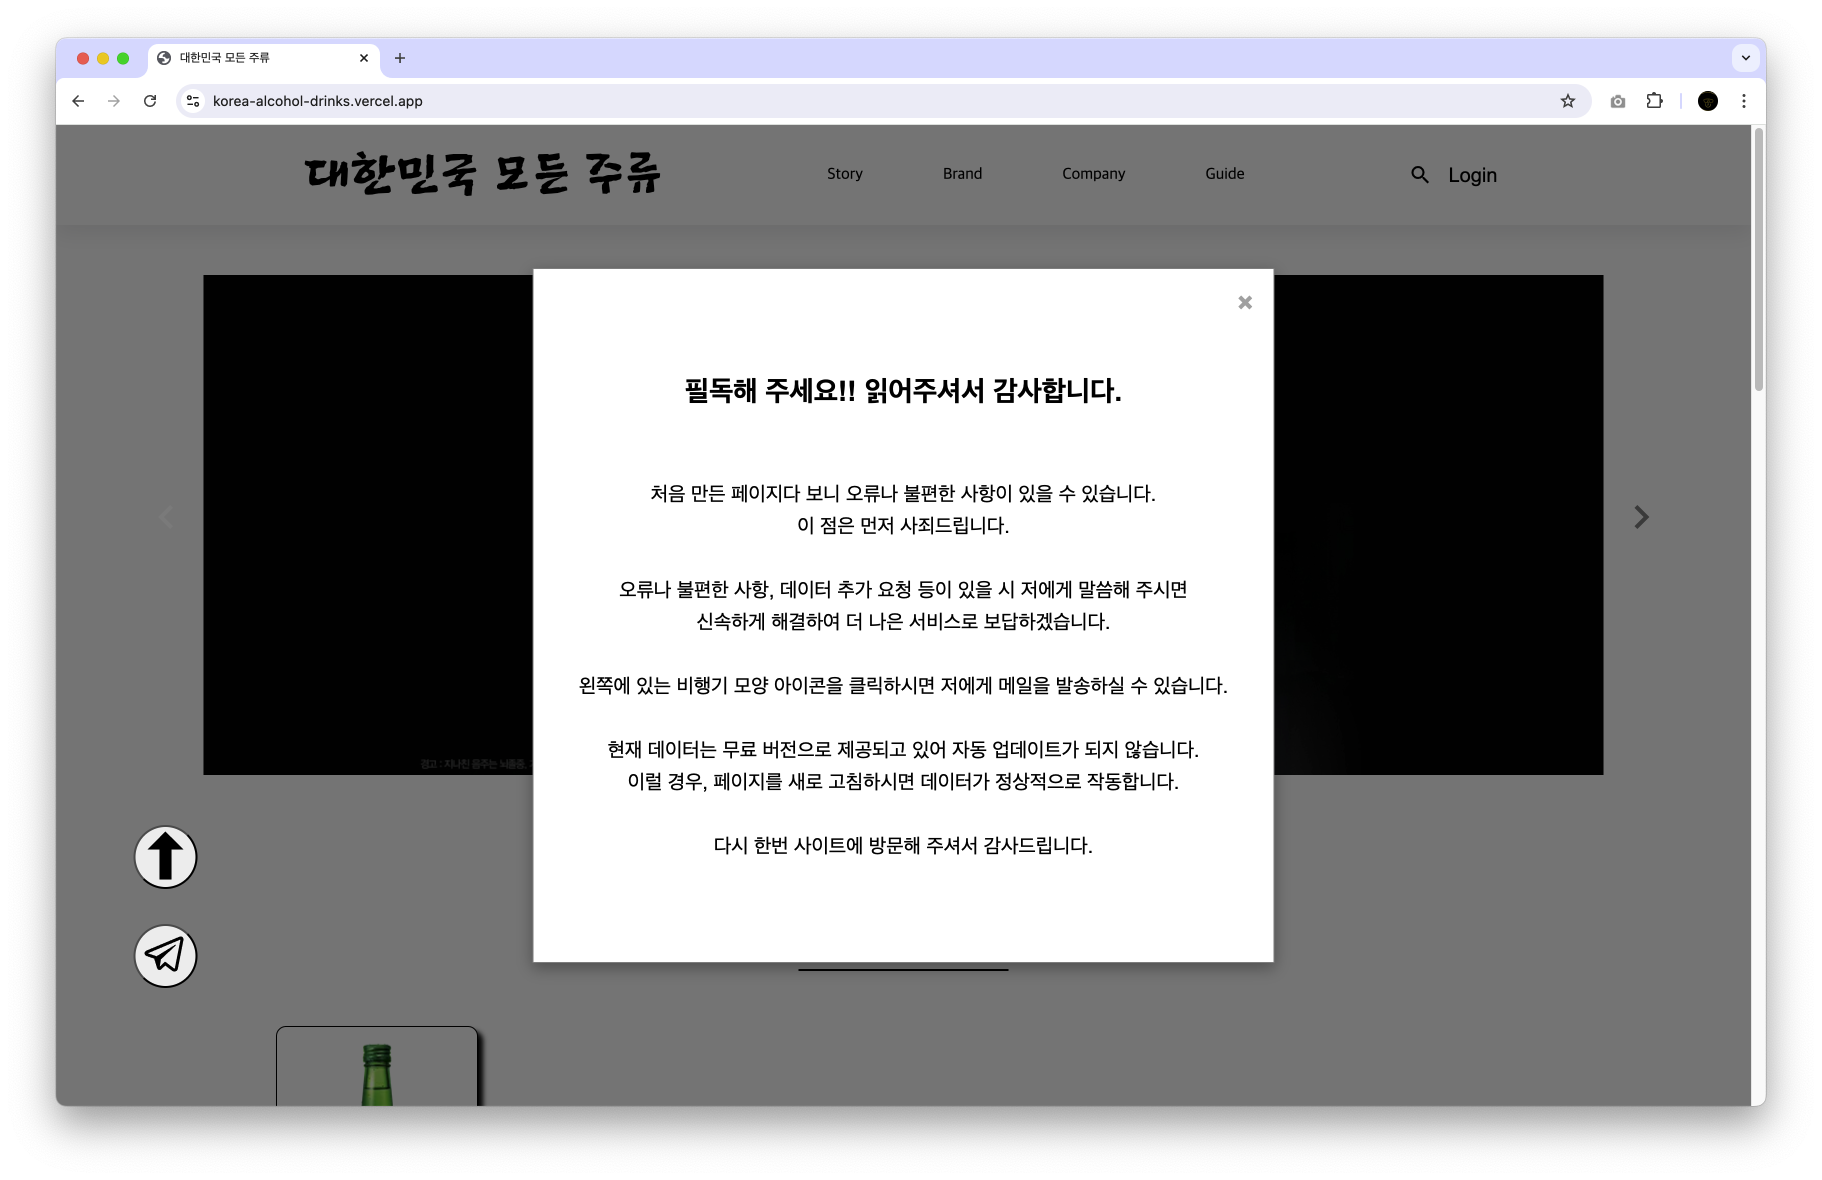 대한민국 모든 주류
korea-alcohol-drinks.vercel.app
대한민국 모든 주류
Story
Brand
Company
Guide
Login
필독해 주세요!! 읽어주셔서 감사합니다.
처음 만든 페이지다 보니 오류나 불편한 사항이 있을 수 있습니다.
이 점은 먼저 사죄드립니다.
오류나 불편한 사항, 데이터 추가 요청 등이 있을 시 저에게 말씀해 주시면
신속하게 해결하여 더 나은 서비스로 보답하겠습니다.
왼쪽에 있는 비행기 모양 아이콘을 클릭하시면 저에게 메일을 발송하실 수 있습니다.
현재 데이터는 무료 버전으로 제공되고 있어 자동 업데이트가 되지 않습니다.
이럴 경우, 페이지를 새로 고침하시면 데이터가 정상적으로 작동합니다.
다시 한번 사이트에 방문해 주셔서 감사드립니다.
경고 : 지나친 음주는 뇌졸중,